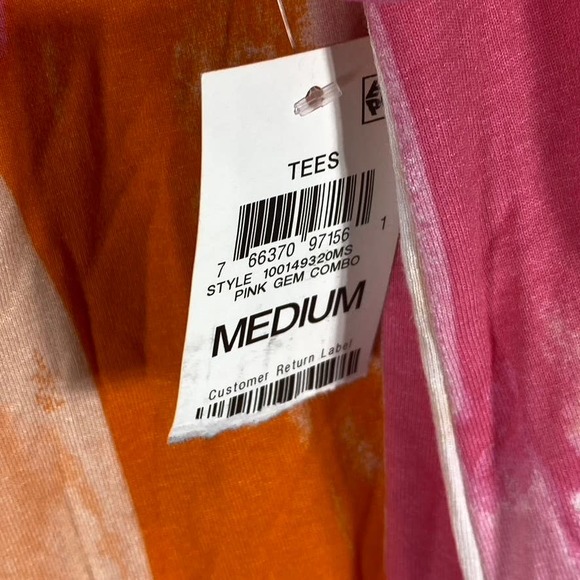 TEES
7 66370 97156 1
STYLE 100149320MS
PINK GEM COMBO
MEDIUM
Customer Return Label